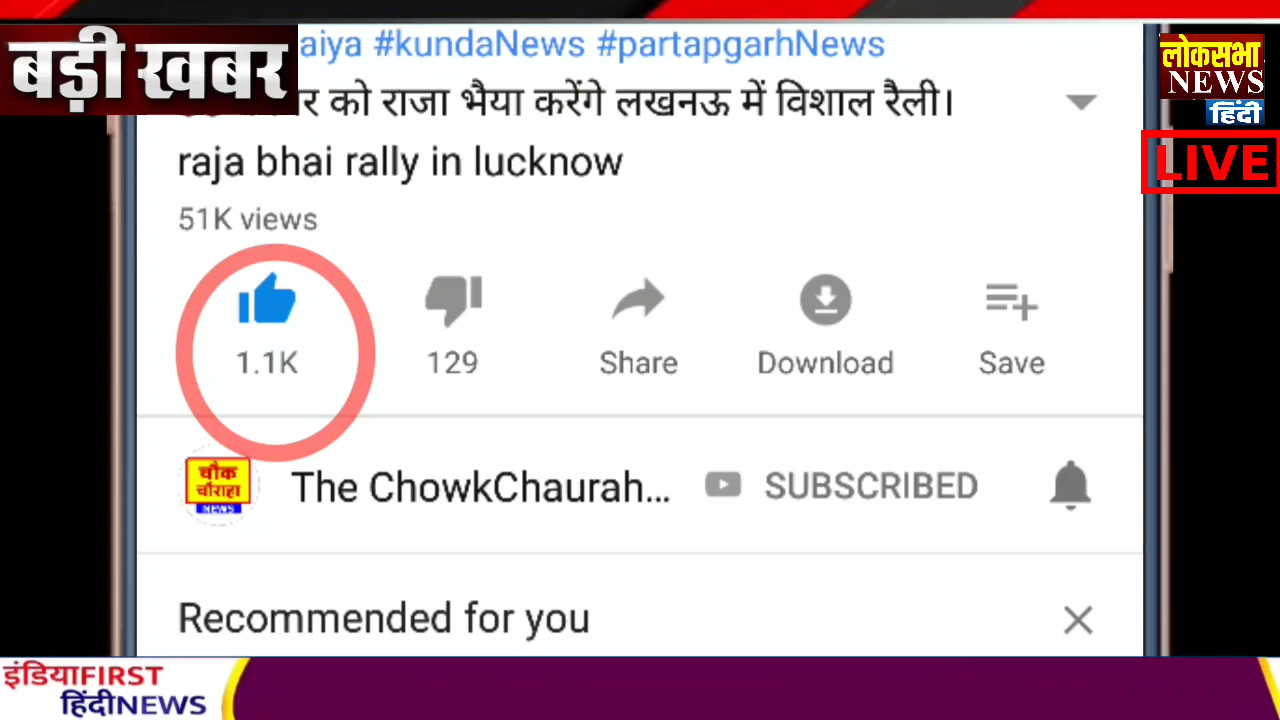 बड़ी खबर
aiya #kundaNews #partapgarhNews
लोकसभा
NEWS
हिंदी
LIVE
र को राजा भैया करेंगे लखनऊ में विशाल रैली।
raja bhai rally in lucknow
51K views
1.1K 129 Share Download Save
चौक
चौराहा
NEWS
The ChowkChaurah... SUBSCRIBED
Recommended for you
इंडियाFIRST
हिंदीNEWS